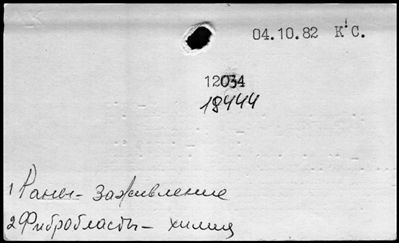 04.10.82 К С.
12034
18444
1 Раны - заживление
2 Фибробласты - химия